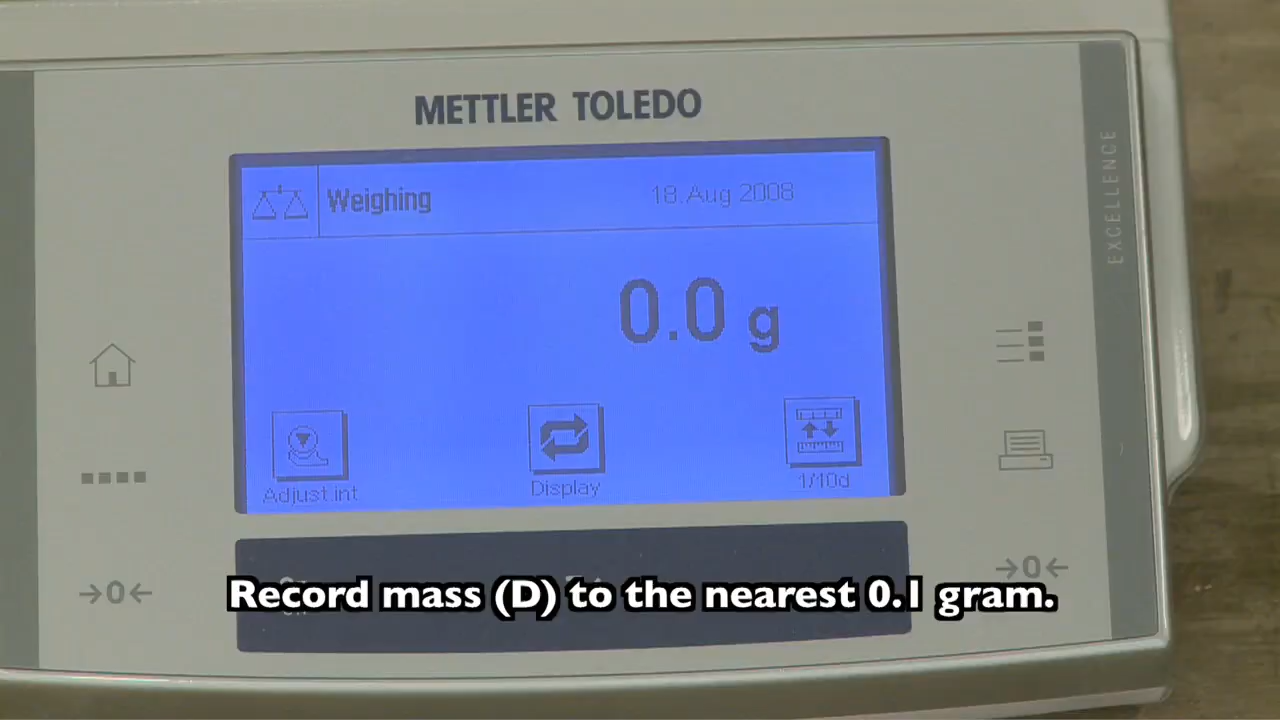 METTLER TOLEDO
Weighing
18.Aug 2008
0.0 g
Adjust.int
Display
1/10d
EXCELLENCE
→0←
→0←
Record mass (D) to the nearest 0.1 gram.